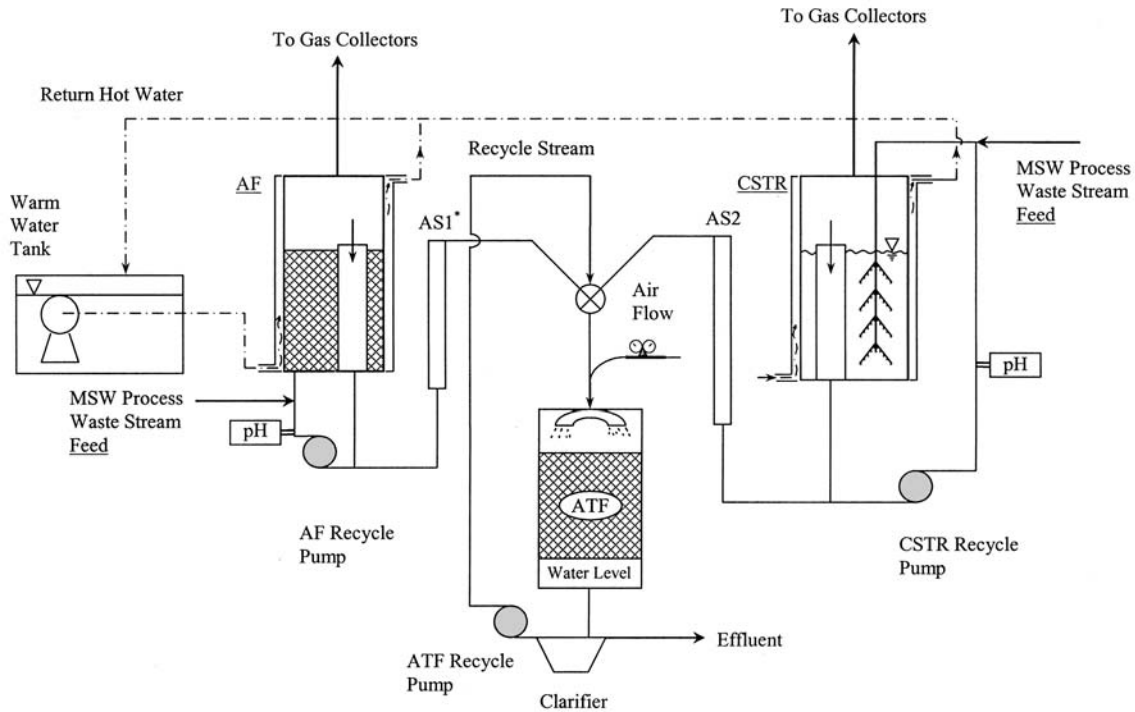 To Gas Collectors
To Gas Collectors
Return Hot Water
Recycle Stream
MSW Process
Waste Stream
Feed
AF
CSTR
Warm
Water
Tank
AS1*
AS2
Air
Flow
MSW Process
Waste Stream
Feed
pH
pH
ATF
Water Level
AF Recycle
Pump
CSTR Recycle
Pump
ATF Recycle
Pump
Effluent
Clarifier